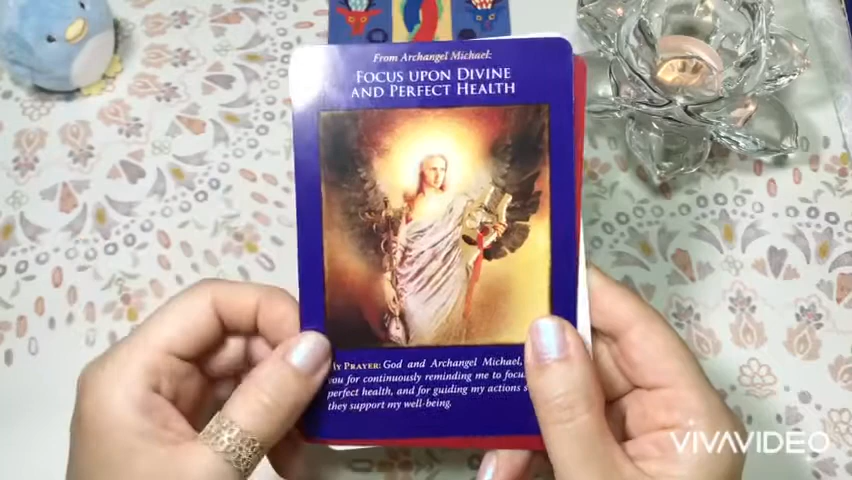 From Archangel Michael:
FOCUS UPON DIVINE
AND PERFECT HEALTH
PRAYER: God and Archangel Michael,
you for continuously reminding me to
perfect health, and for guiding my actions
they support my well-being.
VIVAVIDEO